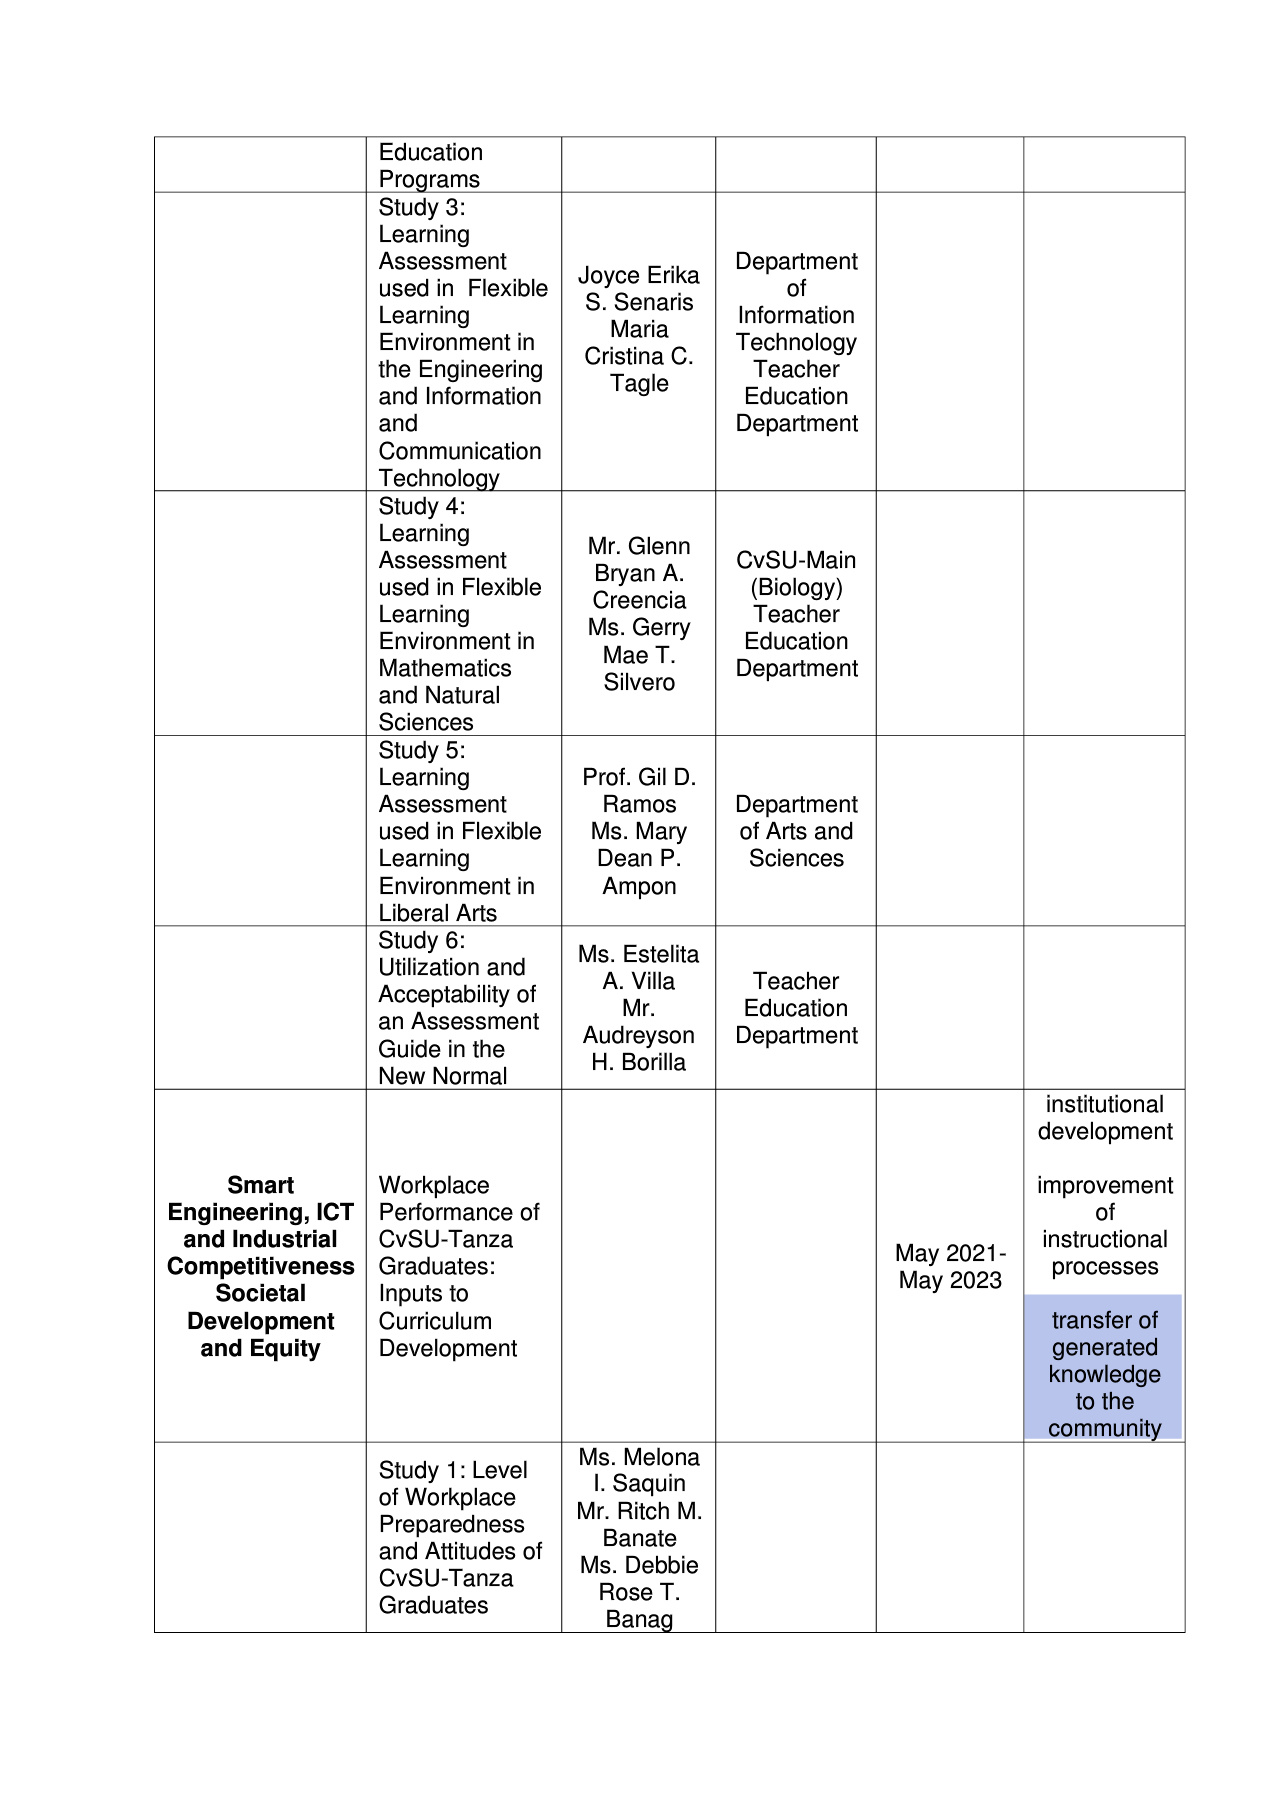 Education
Programs
Study 3:
Learning
Assessment
used in  Flexible
Learning
Environment in
the Engineering
and Information
and
Communication
Technology
Joyce Erika
S. Senaris
Maria
Cristina C.
Tagle
Department
of
Information
Technology
Teacher
Education
Department
Study 4:
Learning
Assessment
used in Flexible
Learning
Environment in
Mathematics
and Natural
Sciences
Mr. Glenn
Bryan A.
Creencia
Ms. Gerry
Mae T.
Silvero
CvSU-Main
(Biology)
Teacher
Education
Department
Study 5:
Learning
Assessment
used in Flexible
Learning
Environment in
Liberal Arts
Prof. Gil D.
Ramos
Ms. Mary
Dean P.
Ampon
Department
of Arts and
Sciences
Study 6:
Utilization and
Acceptability of
an Assessment
Guide in the
New Normal
Ms. Estelita
A. Villa
Mr.
Audreyson
H. Borilla
Teacher
Education
Department
Smart
Engineering, ICT
and Industrial
Competitiveness
Societal
Development
and Equity
Workplace
Performance of
CvSU-Tanza
Graduates:
Inputs to
Curriculum
Development
May 2021-
May 2023
institutional
development
improvement
of
instructional
processes
transfer of
generated
knowledge
to the
community
Study 1: Level
of Workplace
Preparedness
and Attitudes of
CvSU-Tanza
Graduates
Ms. Melona
I. Saquin
Mr. Ritch M.
Banate
Ms. Debbie
Rose T.
Banag